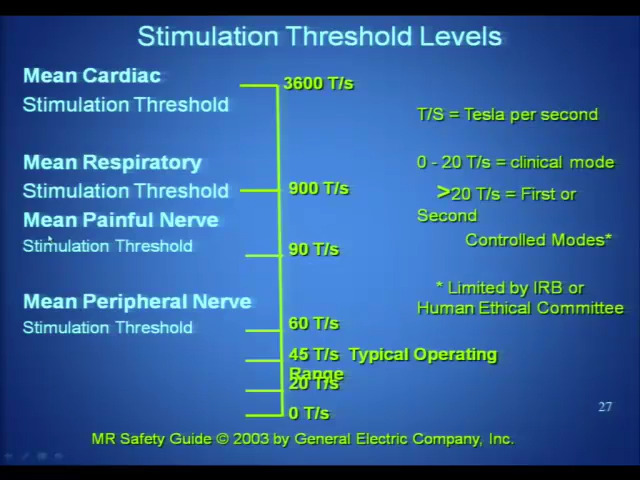 Stimulation Threshold Levels
Mean Cardiac
Stimulation Threshold
3600 T/s
T/S = Tesla per second
Mean Respiratory
Stimulation Threshold
900 T/s
0 - 20 T/s = clinical mode
>20 T/s = First or
Second
Controlled Modes*
Mean Painful Nerve
Stimulation Threshold
90 T/s
* Limited by IRB or
Human Ethical Committee
Mean Peripheral Nerve
Stimulation Threshold
60 T/s
45 T/s Typical Operating
Range
20 T/s
0 T/s
27
MR Safety Guide © 2003 by General Electric Company, Inc.